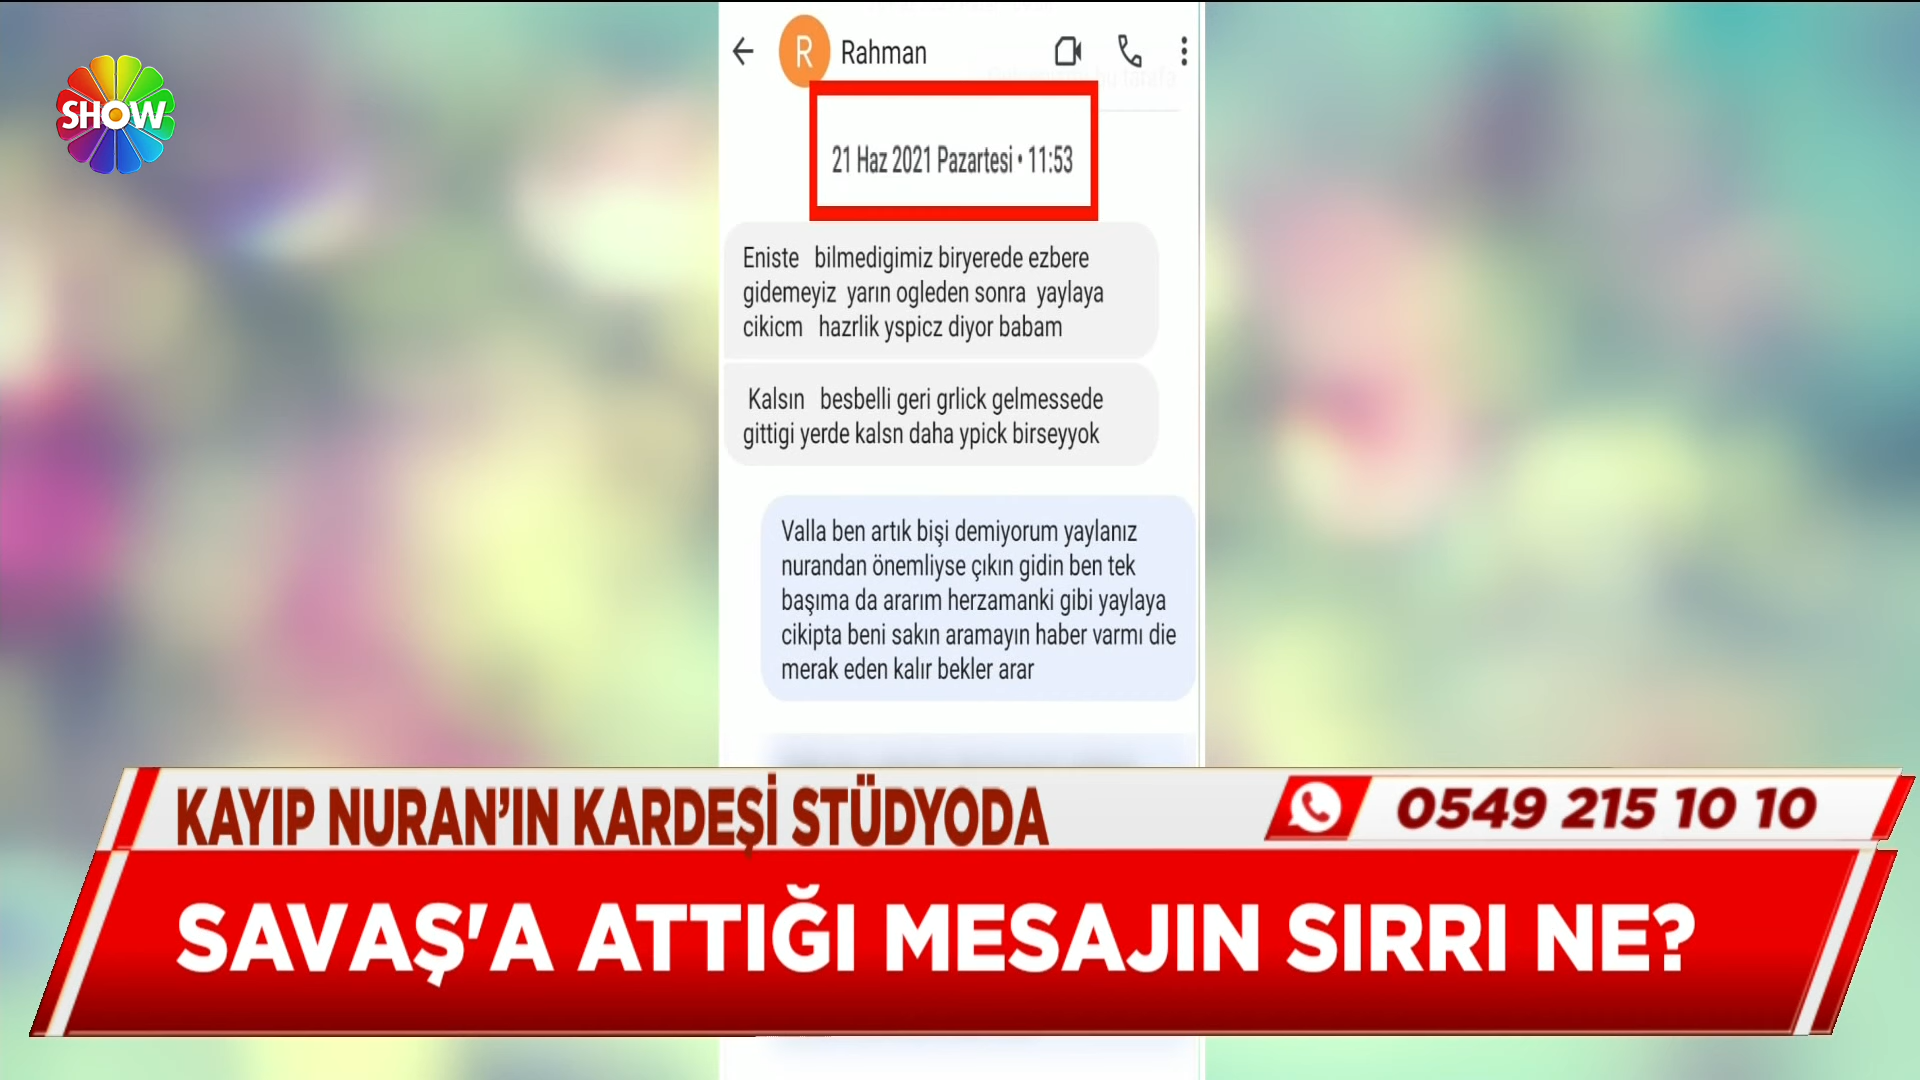 SHOW
R
Rahman
21 Haz 2021 Pazartesi • 11:53
Eniste bilmedigimiz biryerede ezbere
gidemeyiz yarın ogleden sonra yaylaya
cikicm hazrlik yspicz diyor babam
Kalsın besbelli geri grlick gelmessede
gittigi yerde kalsn daha ypick birseyyok
Valla ben artık bişi demiyorum yaylanız
nurandan önemliyse çıkın gidin ben tek
başıma da ararım herzamanki gibi yaylaya
cikipta beni sakın aramayın haber varmı die
merak eden kalır bekler arar
KAYIP NURAN'IN KARDEŞİ STÜDYODA
0549 215 10 10
SAVAŞ'A ATTIĞI MESAJIN SIRRI NE?